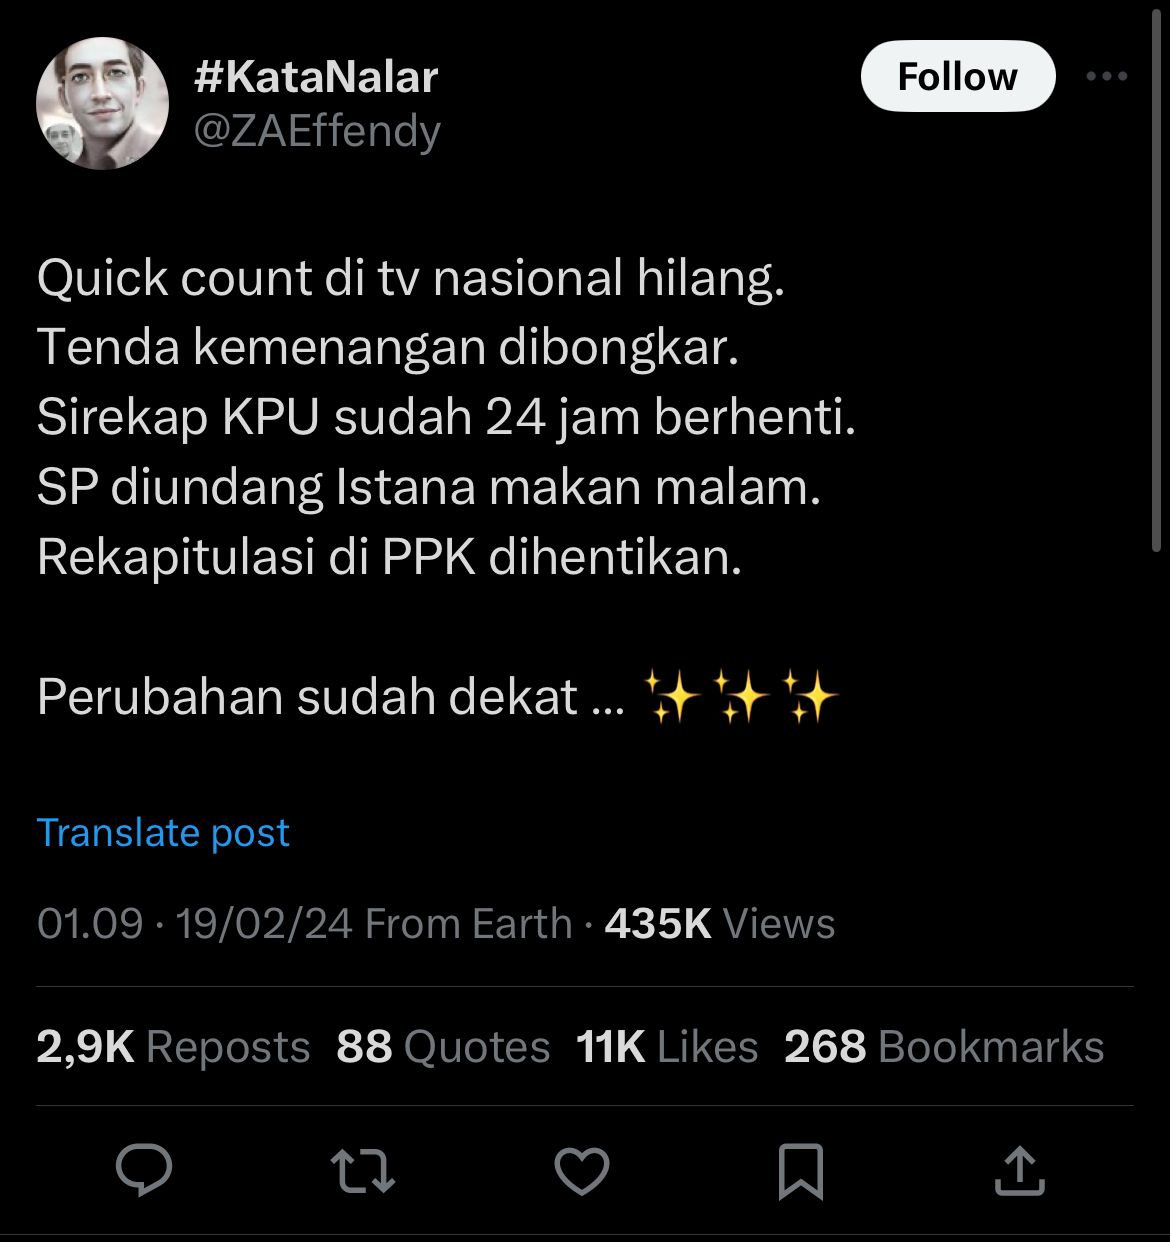 #KataNalar
@ZAEffendy
Follow
Quick count di tv nasional hilang.
Tenda kemenangan dibongkar.
Sirekap KPU sudah 24 jam berhenti.
SP diundang Istana makan malam.
Rekapitulasi di PPK dihentikan.
Perubahan sudah dekat ... ✨✨✨
Translate post
01.09 · 19/02/24 From Earth · 435K Views
2,9K Reposts 88 Quotes 11K Likes 268 Bookmarks